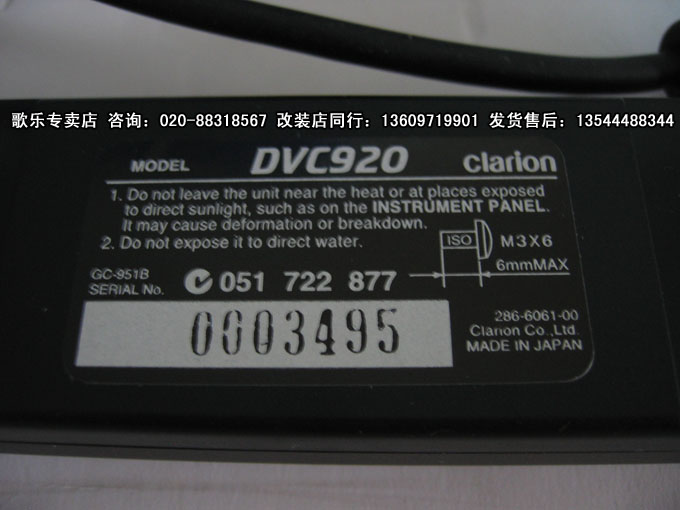 歌乐专卖店 咨询：020-88318567 改装店同行：13609719901 发货售后：13544488344
MODEL DVC920 clarion
1. Do not leave the unit near the heat or at places exposed
to direct sunlight, such as on the INSTRUMENT PANEL.
It may cause deformation or breakdown.
2. Do not expose it to direct water.
ISO M3X6
6mmMAX
GC-951B
SERIAL No. 051 722 877
0003495
286-6061-00
Clarion Co.,Ltd.
MADE IN JAPAN